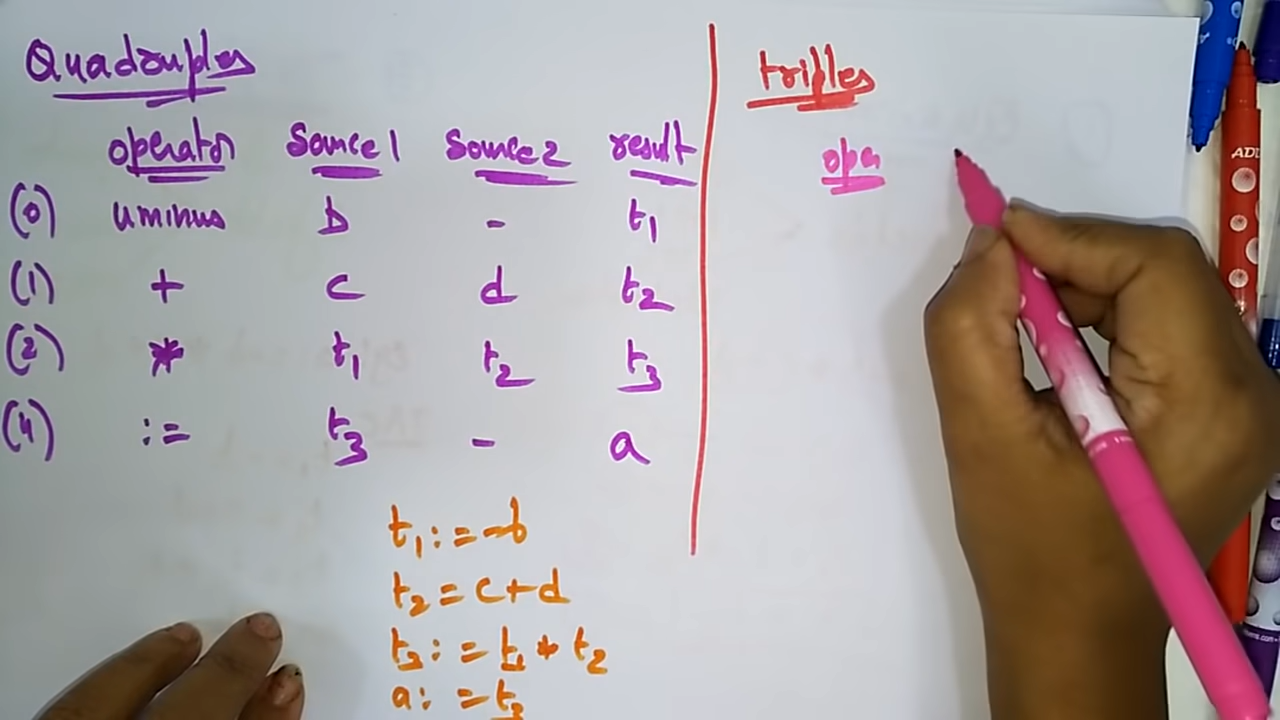 Quadruples
operator Source1 Source2 result
(0) uminus b - t1
(1) + c d t2
(2) * t1 t2 t3
(4) := t3 - a
t1 := -b
t2 = c+d
t3 := t1 * t2
a := t3
triples
oper